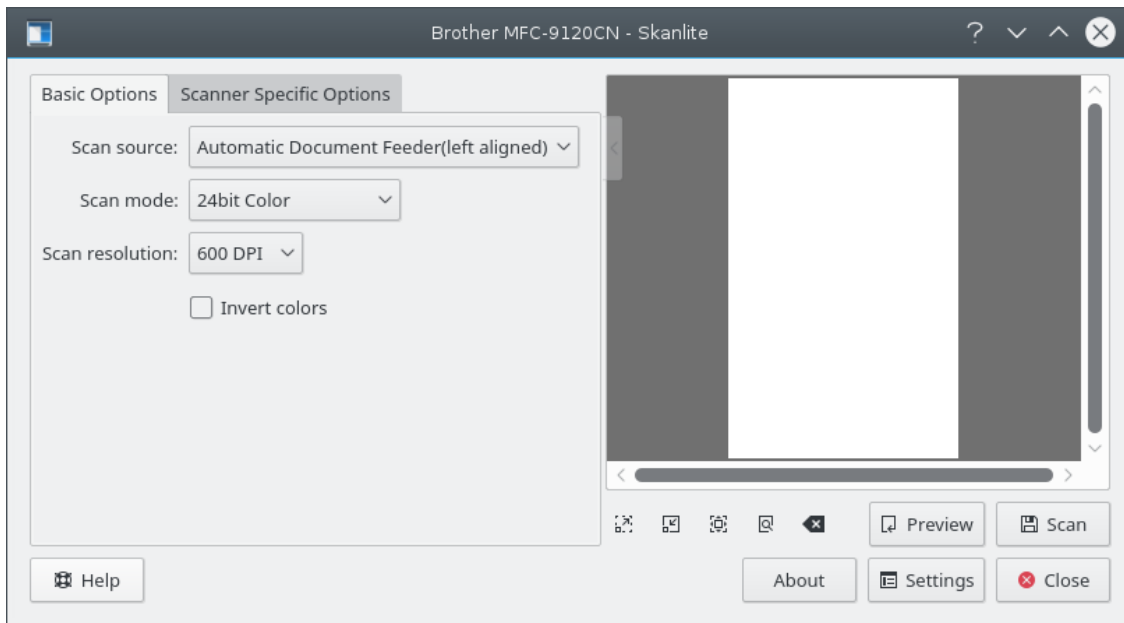 Brother MFC-9120CN - Skanlite
Basic Options
Scanner Specific Options
Scan source:
Automatic Document Feeder(left aligned)
Scan mode:
24bit Color
Scan resolution:
600 DPI
Invert colors
Preview
Scan
Help
About
Settings
Close